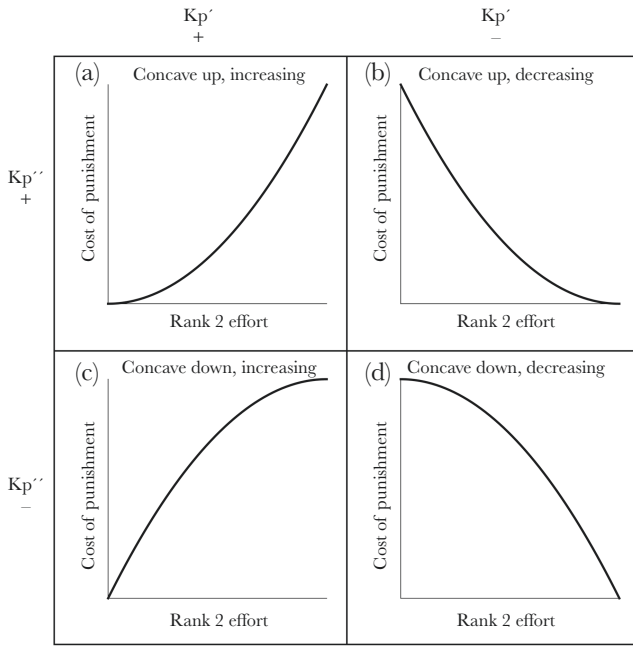 Kp´ Kp´
+ –
(a) Concave up, increasing
Cost of punishment
Rank 2 effort
(b) Concave up, decreasing
Cost of punishment
Rank 2 effort
Kp´´
+
(c) Concave down, increasing
Cost of punishment
Rank 2 effort
(d) Concave down, decreasing
Cost of punishment
Rank 2 effort
Kp´´
–